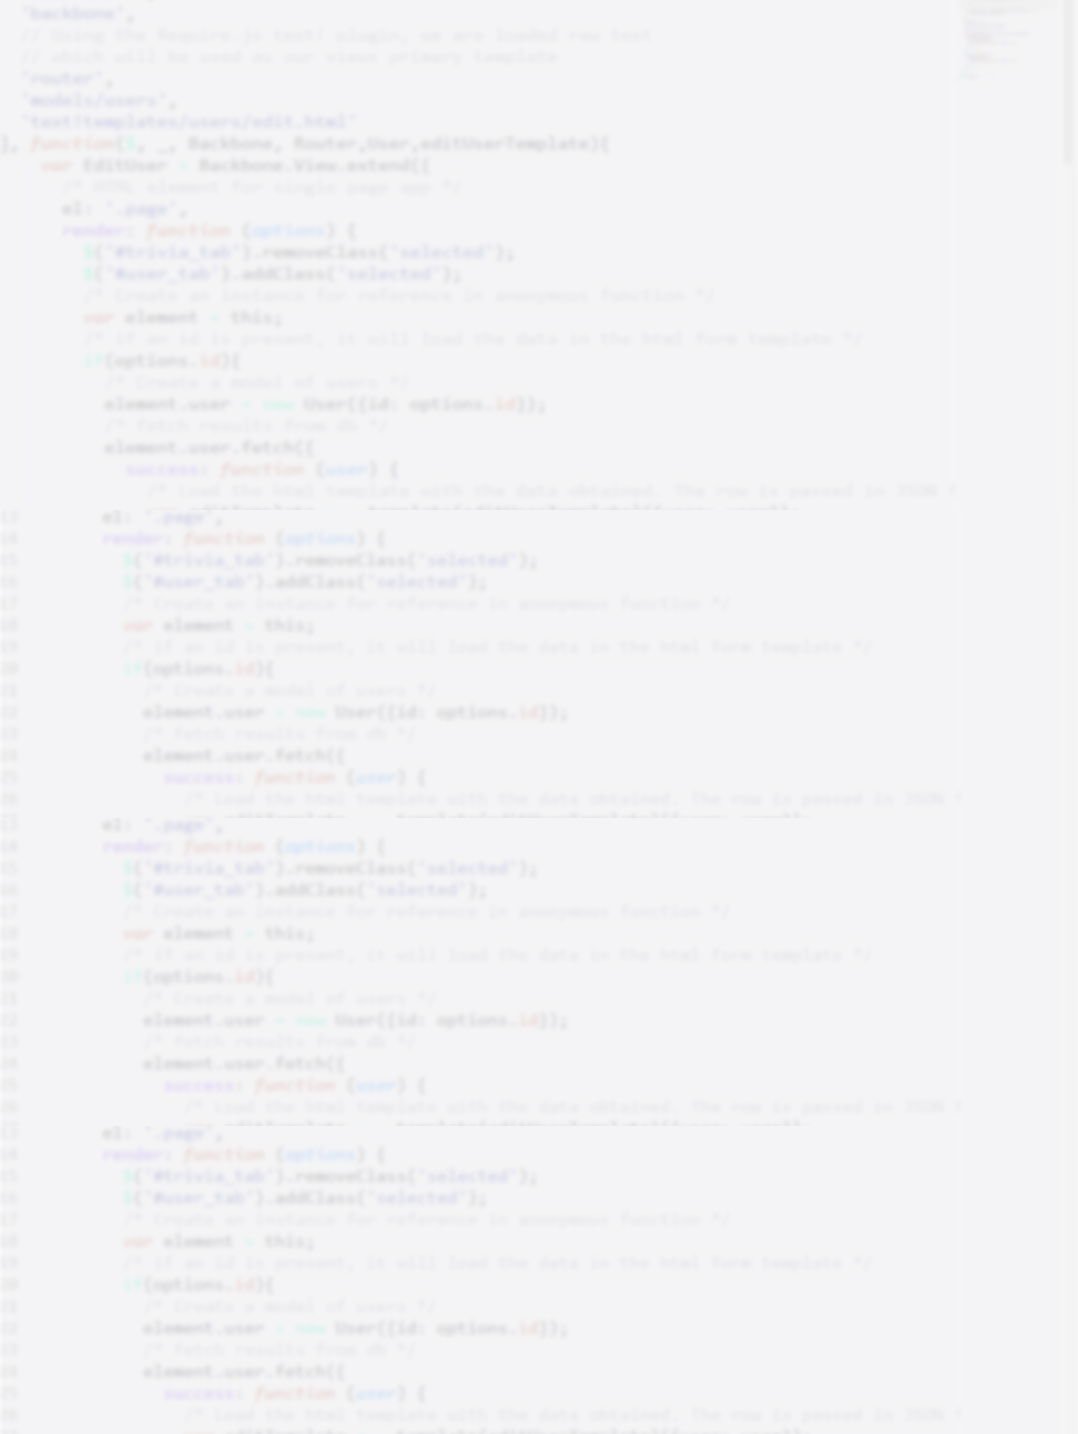 'backbone',
// Using the Require.js text! plugin, we are loaded raw text
// which will be used as our views primary template
'router',
'models/users',
'text!templates/users/edit.html'
], function($, _, Backbone, Router,User,editUserTemplate){
var EditUser = Backbone.View.extend({
/* HTML element for single page app */
el: '.page',
render: function (options) {
$('#trivia_tab').removeClass('selected');
$('#user_tab').addClass('selected');
/* Create an instance for reference in anonymous function */
var element = this;
/* if an id is present, it will load the data in the html form template */
if(options.id){
/* Create a model of users */
element.user = new User({id: options.id});
/* fetch results from db */
element.user.fetch({
success: function (user) {
/* Load the html template with the data obtained. The row is passed in JSON
13 el: '.page',
14 render: function (options) {
15 $('#trivia_tab').removeClass('selected');
16 $('#user_tab').addClass('selected');
17 /* Create an instance for reference in anonymous function */
18 var element = this;
19 /* if an id is present, it will load the data in the html form template */
20 if(options.id){
21 /* Create a model of users */
22 element.user = new User({id: options.id});
23 /* fetch results from db */
24 element.user.fetch({
25 success: function (user) {
26 /* Load the html template with the data obtained. The row is passed in JSON
13 el: '.page',
14 render: function (options) {
15 $('#trivia_tab').removeClass('selected');
16 $('#user_tab').addClass('selected');
17 /* Create an instance for reference in anonymous function */
18 var element = this;
19 /* if an id is present, it will load the data in the html form template */
20 if(options.id){
21 /* Create a model of users */
22 element.user = new User({id: options.id});
23 /* fetch results from db */
24 element.user.fetch({
25 success: function (user) {
26 /* Load the html template with the data obtained. The row is passed in JSON
13 el: '.page',
14 render: function (options) {
15 $('#trivia_tab').removeClass('selected');
16 $('#user_tab').addClass('selected');
17 /* Create an instance for reference in anonymous function */
18 var element = this;
19 /* if an id is present, it will load the data in the html form template */
20 if(options.id){
21 /* Create a model of users */
22 element.user = new User({id: options.id});
23 /* fetch results from db */
24 element.user.fetch({
25 success: function (user) {
26 /* Load the html template with the data obtained. The row is passed in JSON